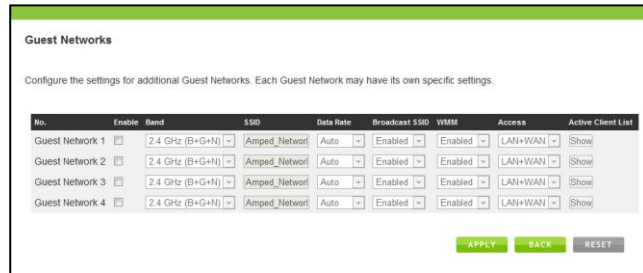 Guest Networks
Configure the settings for additional Guest Networks. Each Guest Network may have its own specific settings.
No. Enable Band SSID Data Rate Broadcast SSID WMM Access Active Client List
Guest Network 1 2.4 GHz (B+G+N) Amped_Networl Auto Enabled Enabled LAN+WAN Show
Guest Network 2 2.4 GHz (B+G+N) Amped_Networl Auto Enabled Enabled LAN+WAN Show
Guest Network 3 2.4 GHz (B+G+N) Amped_Networl Auto Enabled Enabled LAN+WAN Show
Guest Network 4 2.4 GHz (B+G+N) Amped_Networl Auto Enabled Enabled LAN+WAN Show
APPLY BACK RESET